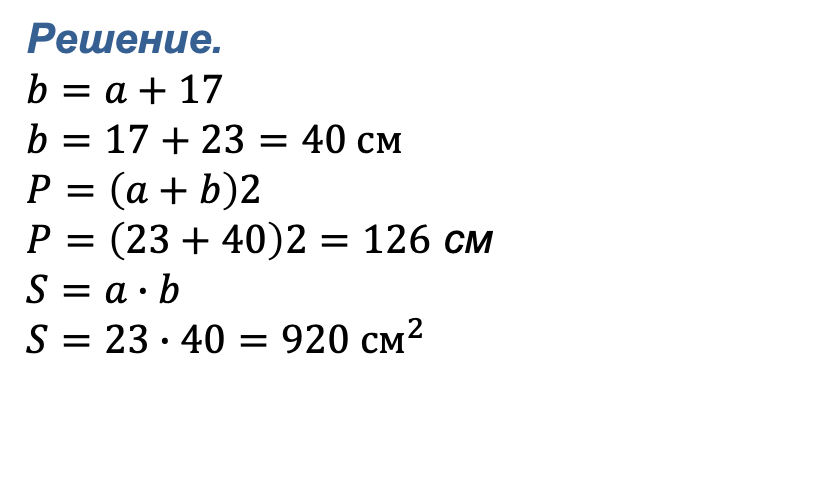 Решение.
b = a + 17
b = 17 + 23 = 40 см
P = (a + b)2
P = (23 + 40)2 = 126 см
S = a · b
S = 23 · 40 = 920 см²